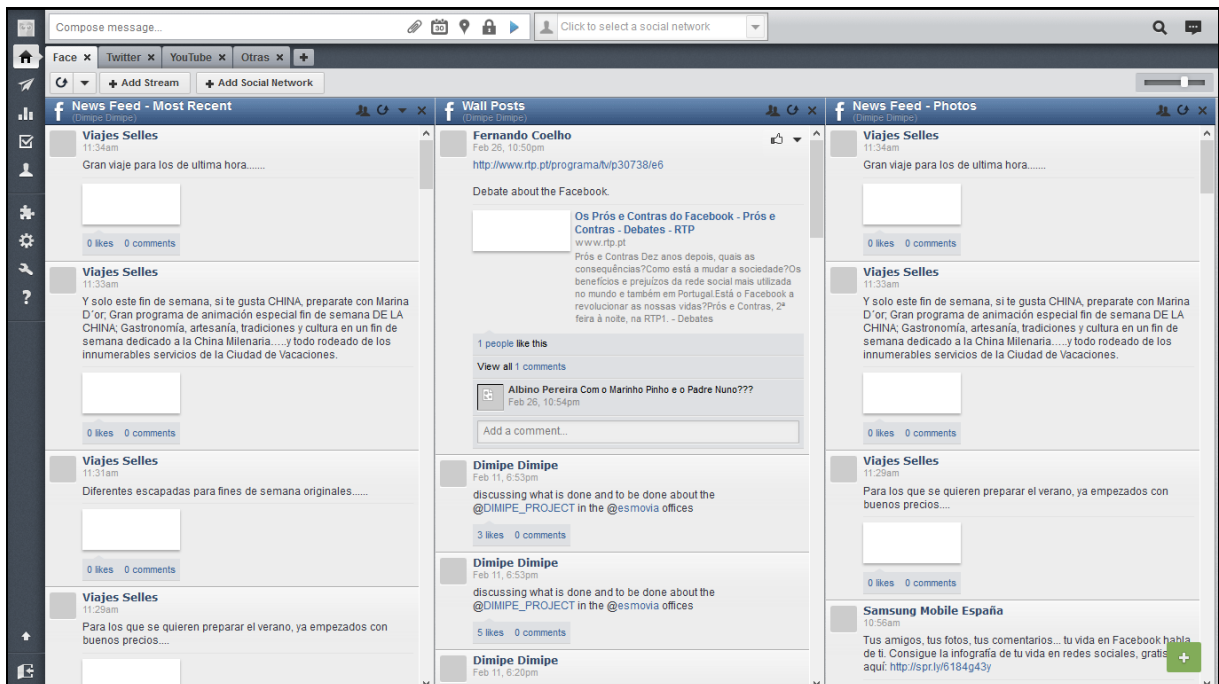 Compose message...
30
Click to select a social network
Face x
Twitter x
YouTube x
Otras x
+
+ Add Stream
+ Add Social Network
f News Feed - Most Recent
(Dimipe Dimipe)
Viajes Selles
11:34am
Gran viaje para los de ultima hora.......
0 likes 0 comments
Viajes Selles
11:33am
Y solo este fin de semana, si te gusta CHINA, preparate con Marina
D´or; Gran programa de animación especial fin de semana DE LA
CHINA; Gastronomía, artesanía, tradiciones y cultura en un fin de
semana dedicado a la China Milenaria.....y todo rodeado de los
innumerables servicios de la Ciudad de Vacaciones.
0 likes 0 comments
Viajes Selles
11:31am
Diferentes escapadas para fines de semana originales......
0 likes 0 comments
Viajes Selles
11:29am
Para los que se quieren preparar el verano, ya empezados con
buenos precios....
f Wall Posts
(Dimipe Dimipe)
Fernando Coelho
Feb 26, 10:50pm
http://www.rtp.pt/programa/tv/p30738/e6
Debate about the Facebook.
Os Prós e Contras do Facebook - Prós e
Contras - Debates - RTP
www.rtp.pt
Prós e Contras Dez anos depois, quais as
consequências?Como está a mudar a sociedade?Os
benefícios e prejuízos da rede social mais utilizada
no mundo e também em Portugal.Está o Facebook a
revolucionar as nossas vidas?Prós e Contras, 2ª
feira à noite, na RTP1. - Debates
1 people like this
View all 1 comments
Albino Pereira Com o Marinho Pinho e o Padre Nuno???
Feb 26, 10:54pm
Add a comment...
Dimipe Dimipe
Feb 11, 6:53pm
discussing what is done and to be done about the
@DIMIPE_PROJECT in the @esmovia offices
3 likes 0 comments
Dimipe Dimipe
Feb 11, 6:53pm
discussing what is done and to be done about the
@DIMIPE_PROJECT in the @esmovia offices
5 likes 0 comments
Dimipe Dimipe
Feb 11, 6:20pm
f News Feed - Photos
(Dimipe Dimipe)
Viajes Selles
11:34am
Gran viaje para los de ultima hora.......
0 likes 0 comments
Viajes Selles
11:33am
Y solo este fin de semana, si te gusta CHINA, preparate con Marina
D´or; Gran programa de animación especial fin de semana DE LA
CHINA; Gastronomía, artesanía, tradiciones y cultura en un fin de
semana dedicado a la China Milenaria.....y todo rodeado de los
innumerables servicios de la Ciudad de Vacaciones.
0 likes 0 comments
Viajes Selles
11:29am
Para los que se quieren preparar el verano, ya empezados con
buenos precios....
0 likes 0 comments
Samsung Mobile España
10:56am
Tus amigos, tus fotos, tus comentarios... tu vida en Facebook habla
de ti. Consigue la infografía de tu vida en redes sociales, gratis
aquí: http://spr.ly/6184g43y
+